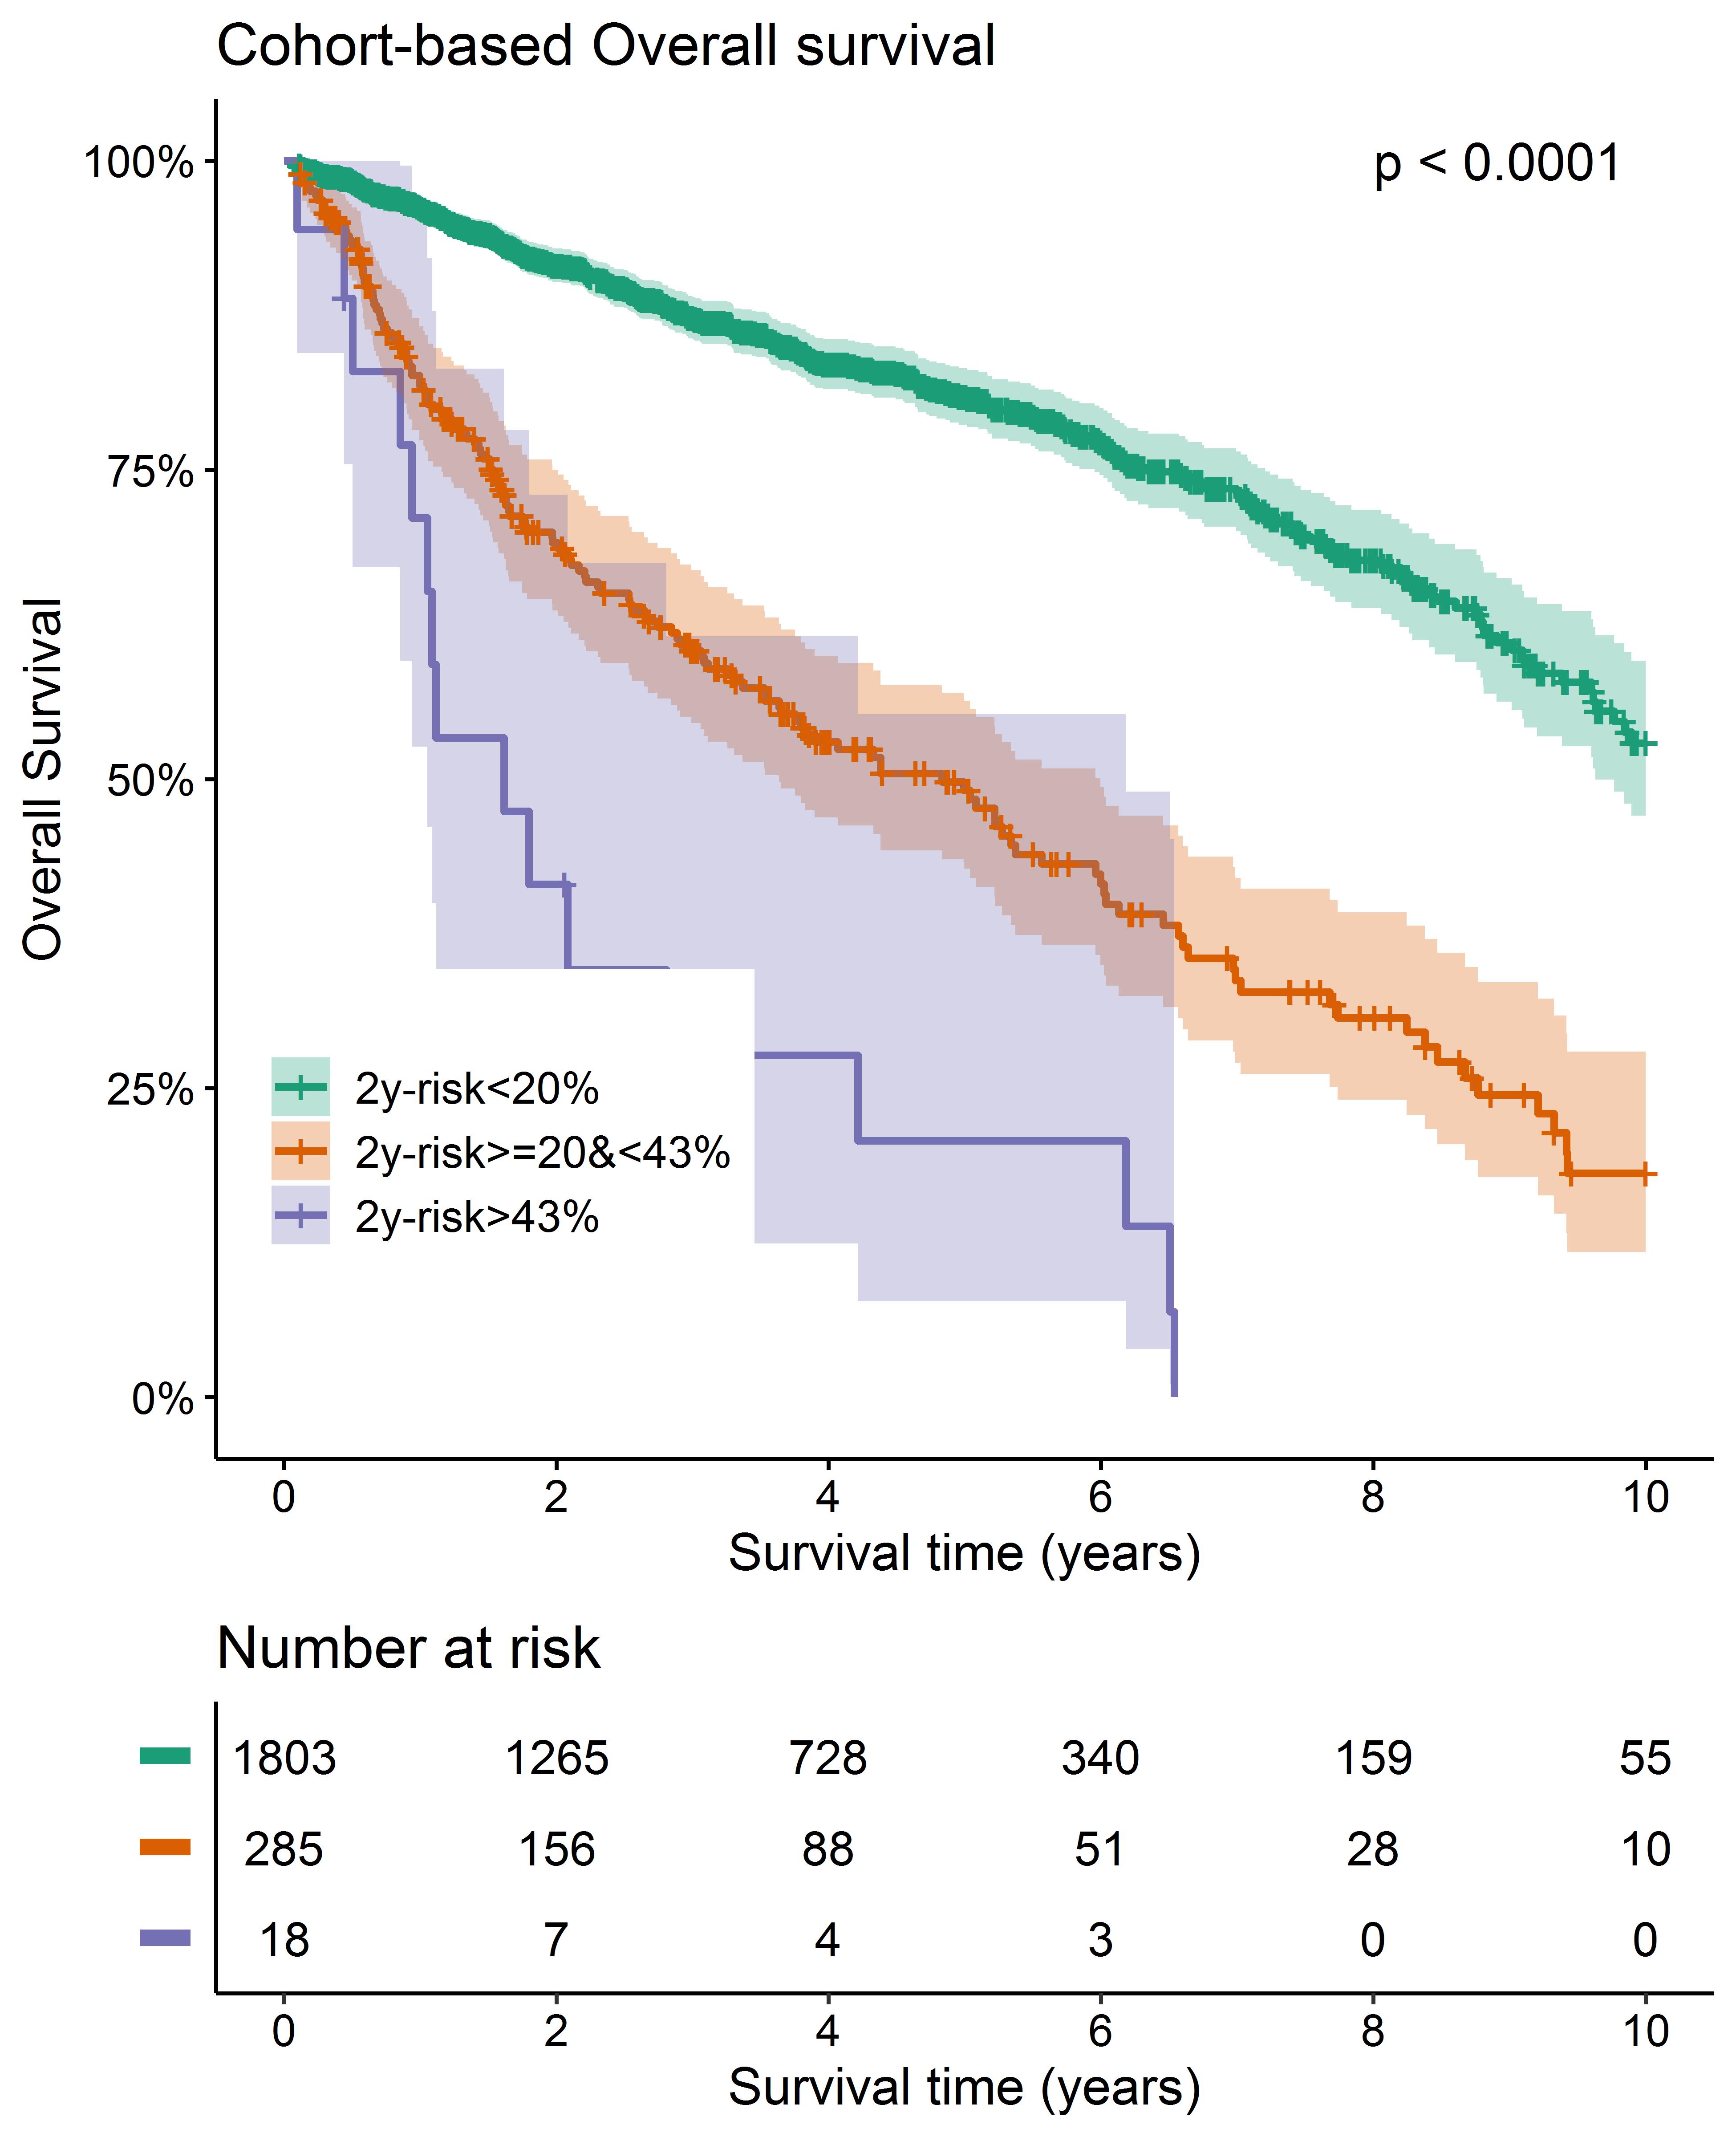 Cohort-based Overall survival
p < 0.0001
100%
75%
50%
25%
0%
Overall Survival
2y-risk<20%
2y-risk>=20&<43%
2y-risk>43%
0 2 4 6 8 10
Survival time (years)
Number at risk
1803 1265 728 340 159 55
285 156 88 51 28 10
18 7 4 3 0 0
0 2 4 6 8 10
Survival time (years)